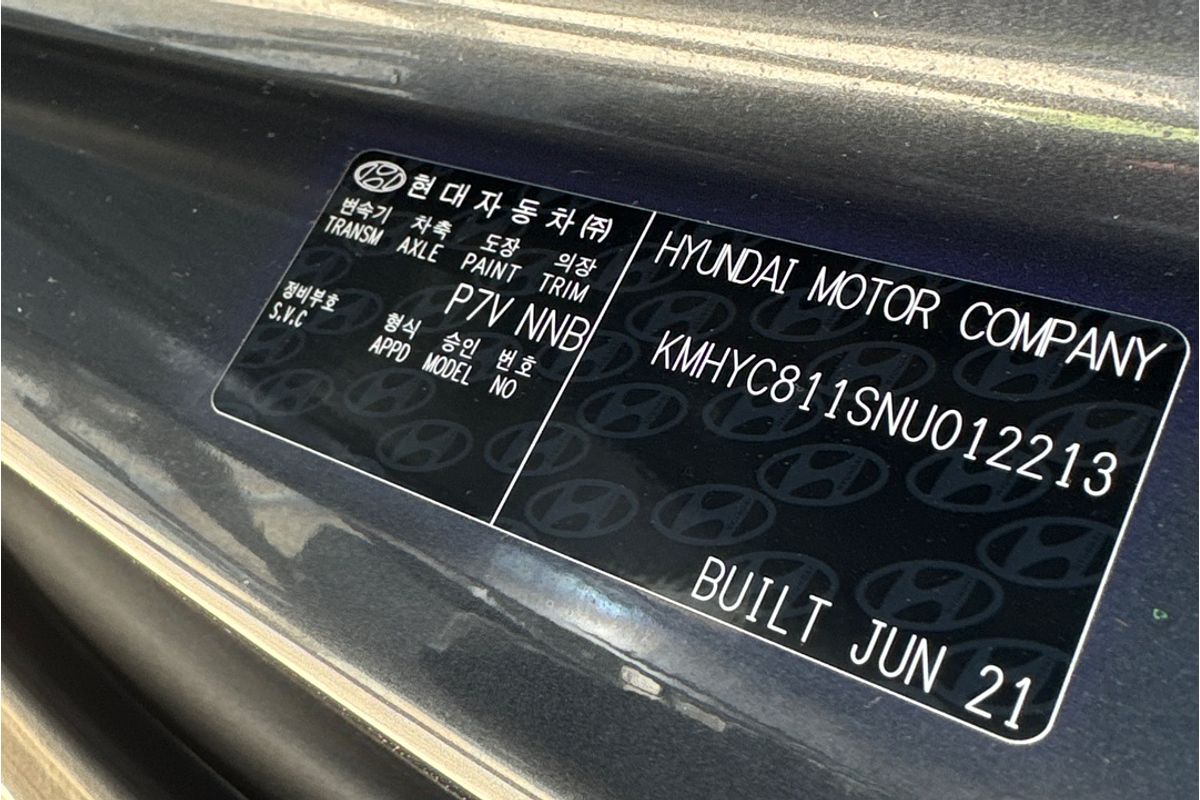 현대자동차㈜
변속기 차축 도장 의장
TRANSM AXLE PAINT TRIM
P7V NNB
정비부호 형식 승인 번호
S.V.C APPD MODEL NO
HYUNDAI MOTOR COMPANY
KMHYC811SNU012213
BUILT JUN 21